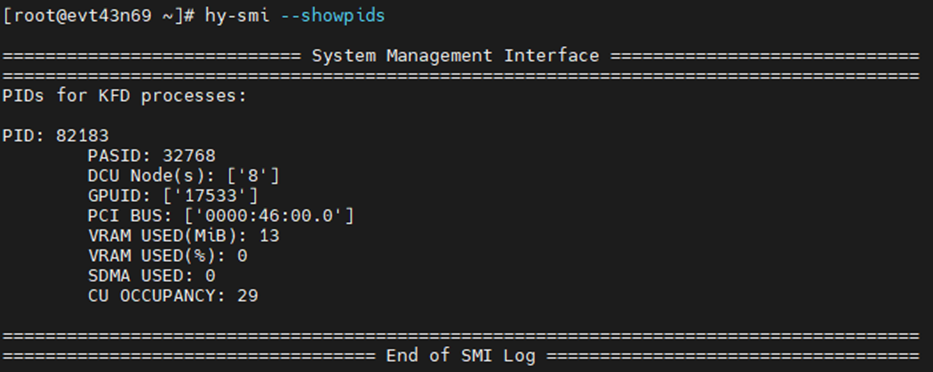 [root@evt43n69 ~]# hy-smi --showpids
============================ System Management Interface =============================
======================================================================================
PIDs for KFD processes:
PID: 82183
PASID: 32768
DCU Node(s): ['8']
GPUID: ['17533']
PCI BUS: ['0000:46:00.0']
VRAM USED(MiB): 13
VRAM USED(%): 0
SDMA USED: 0
CU OCCUPANCY: 29
======================================================================================
=================================== End of SMI Log ===================================